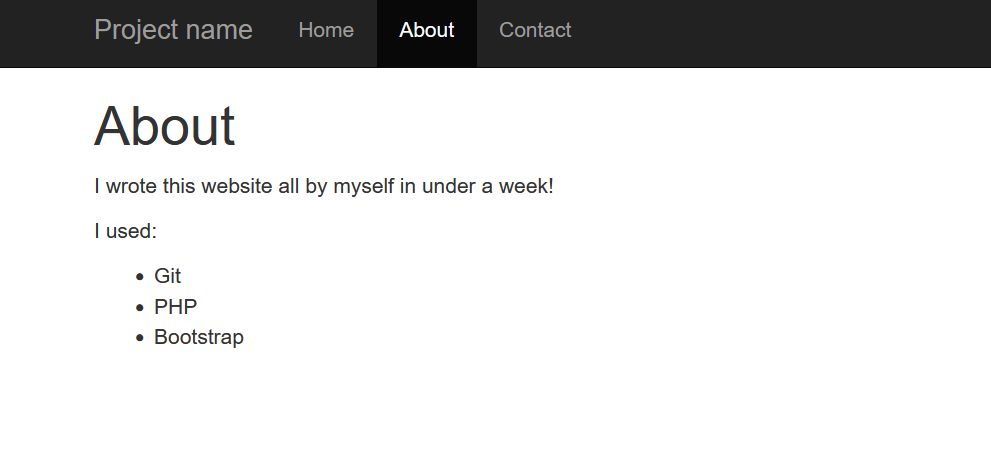 Project name Home About Contact
About
I wrote this website all by myself in under a week!
I used:
Git
PHP
Bootstrap